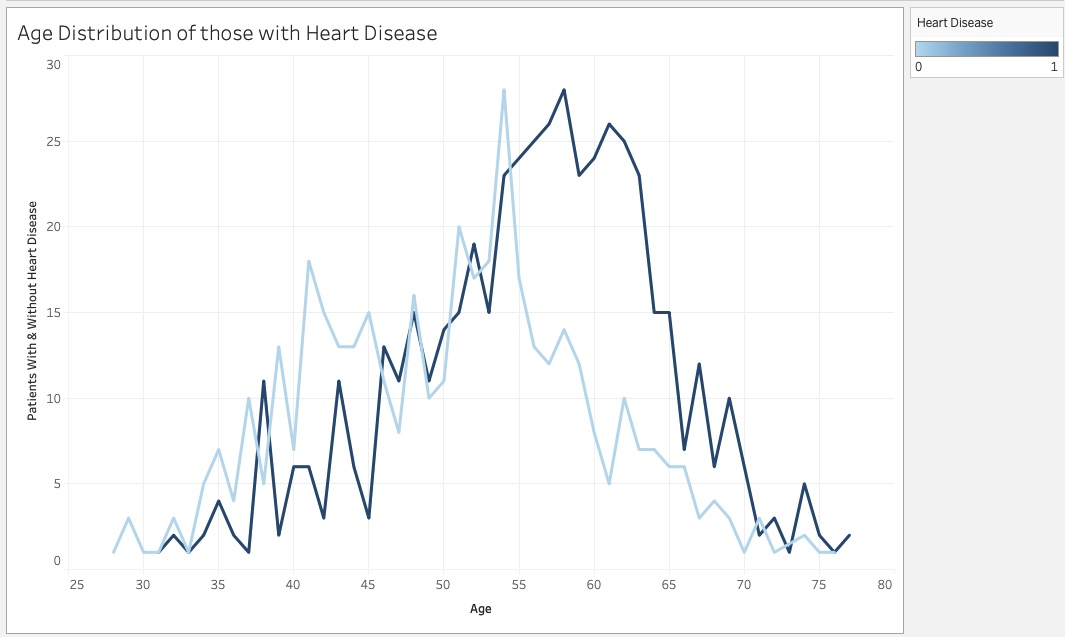 Age Distribution of those with Heart Disease
Heart Disease
0 1
Patients With & Without Heart Disease
30
25
20
15
10
5
0
25 30 35 40 45 50 55 60 65 70 75 80
Age